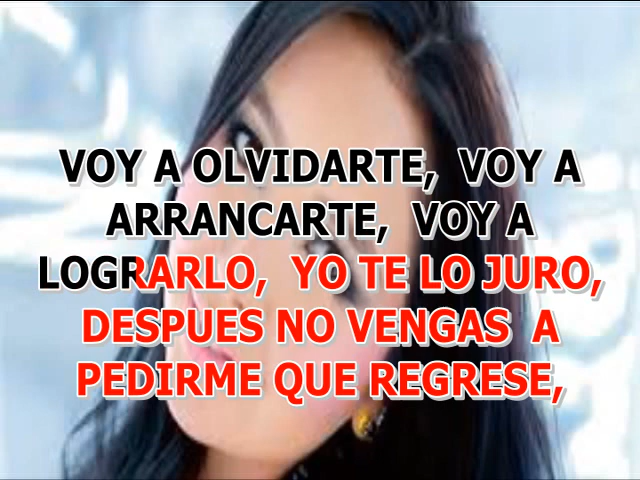 VOY A OLVIDARTE,  VOY A
ARRANCARTE,  VOY A
LOGRARLO,  YO TE LO JURO,
DESPUES NO VENGAS  A
PEDIRME QUE REGRESE,